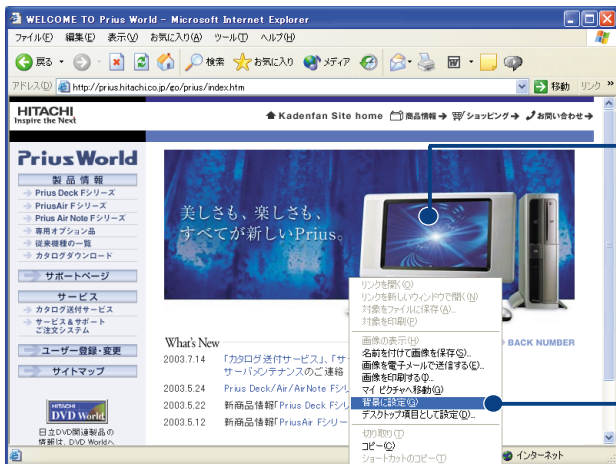 WELCOME TO Prius World - Microsoft Internet Explorer
ファイル(F) 編集(E) 表示(V) お気に入り(A) ツール(T) ヘルプ(H)
戻る 検索 お気に入り メディア
アドレス(D) http://prius.hitachi.co.jp/go/prius/index.htm 移動 リンク »
HITACHI
Inspire the Next
Kadenfan Site home 商品情報 ショッピング お問い合わせ
Prius World
製品情報
Prius Deck Fシリーズ
PriusAir Fシリーズ
Prius Air Note Fシリーズ
専用オプション品
従来機種の一覧
カタログダウンロード
サポートページ
サービス
カタログ送付サービス
サービス&サポート
ご注文システム
ユーザー登録・変更
サイトマップ
HITACHI
DVD World
日立DVD関連製品の
情報は、DVD Worldへ
美しさも、楽しさも、
すべてが新しいPrius。
What's New
BACK NUMBER
2003.7.14 「カタログ送付サービス」、「サー
サーバメンテナンスのご連絡
2003.5.24 Prius Deck/Air/AirNote Fシリ
2003.5.22 新商品情報「Prius Deck Fシリ
2003.5.12 新商品情報「PriusAir Fシリー
リンクを開く(O)
リンクを新しいウィンドウで開く(N)
対象をファイルに保存(A)...
対象を印刷(P)
画像の表示(H)
名前を付けて画像を保存(S)...
画像を電子メールで送信する(E)...
画像を印刷する(I)...
マイ ピクチャへ移動(G)
背景に設定(G)
デスクトップ項目として設定(D)...
切り取り(T)
コピー(C)
ショートカットのコピー(T)
インターネット